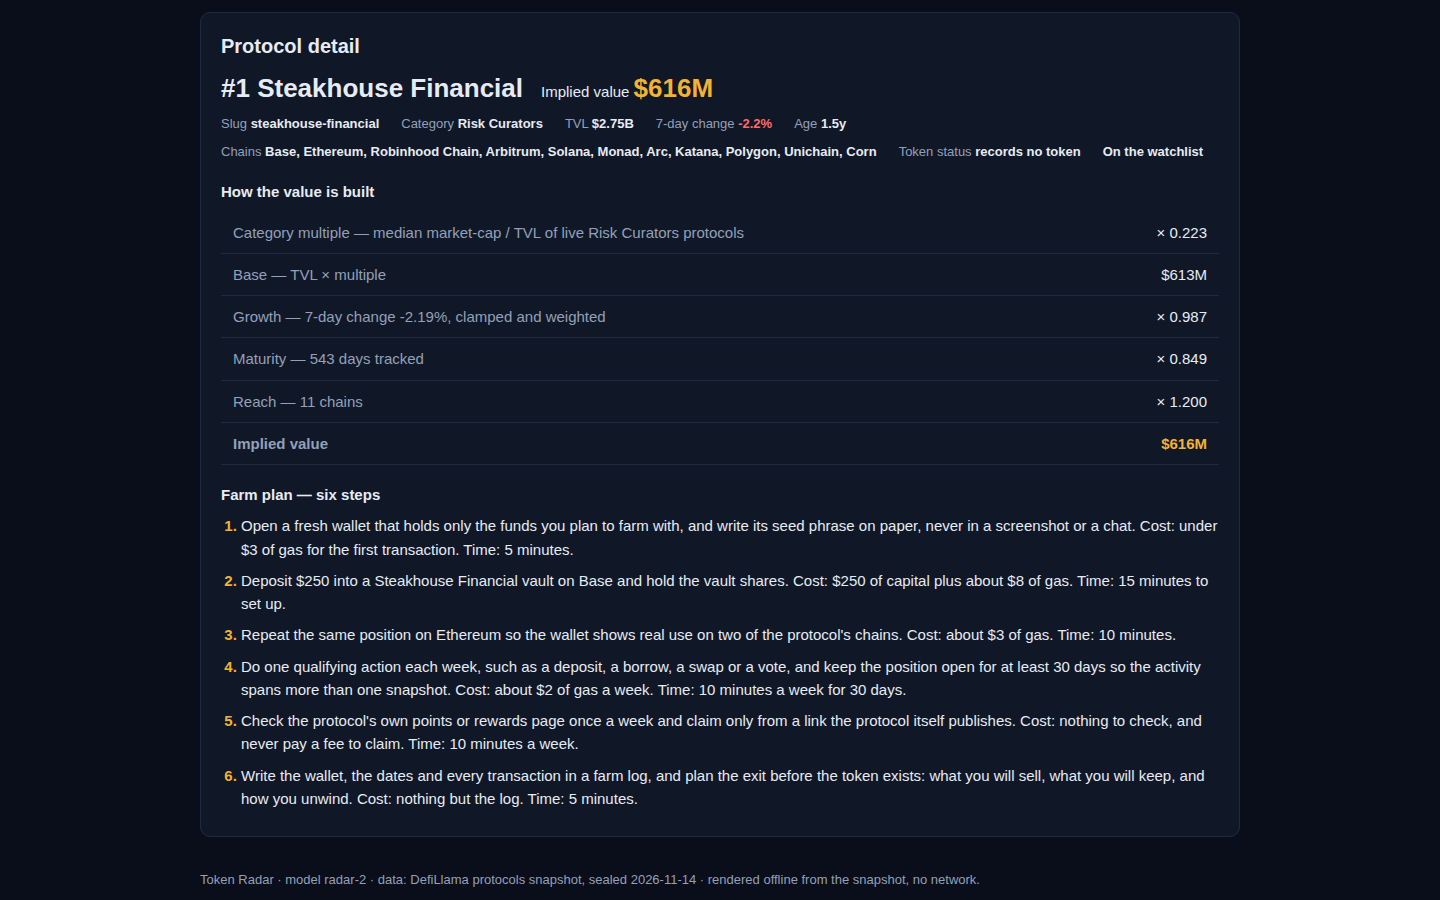 Protocol detail
#1 Steakhouse Financial Implied value $616M
Slug steakhouse-financial Category Risk Curators TVL $2.75B 7-day change -2.2% Age 1.5y
Chains Base, Ethereum, Robinhood Chain, Arbitrum, Solana, Monad, Arc, Katana, Polygon, Unichain, Corn Token status records no token On the watchlist
How the value is built
Category multiple — median market-cap / TVL of live Risk Curators protocols × 0.223
Base — TVL × multiple $613M
Growth — 7-day change -2.19%, clamped and weighted × 0.987
Maturity — 543 days tracked × 0.849
Reach — 11 chains × 1.200
Implied value $616M
Farm plan — six steps
1. Open a fresh wallet that holds only the funds you plan to farm with, and write its seed phrase on paper, never in a screenshot or a chat. Cost: under
$3 of gas for the first transaction. Time: 5 minutes.
2. Deposit $250 into a Steakhouse Financial vault on Base and hold the vault shares. Cost: $250 of capital plus about $8 of gas. Time: 15 minutes to
set up.
3. Repeat the same position on Ethereum so the wallet shows real use on two of the protocol's chains. Cost: about $3 of gas. Time: 10 minutes.
4. Do one qualifying action each week, such as a deposit, a borrow, a swap or a vote, and keep the position open for at least 30 days so the activity
spans more than one snapshot. Cost: about $2 of gas a week. Time: 10 minutes a week for 30 days.
5. Check the protocol's own points or rewards page once a week and claim only from a link the protocol itself publishes. Cost: nothing to check, and
never pay a fee to claim. Time: 10 minutes a week.
6. Write the wallet, the dates and every transaction in a farm log, and plan the exit before the token exists: what you will sell, what you will keep, and
how you unwind. Cost: nothing but the log. Time: 5 minutes.
Token Radar · model radar-2 · data: DefiLlama protocols snapshot, sealed 2026-11-14 · rendered offline from the snapshot, no network.